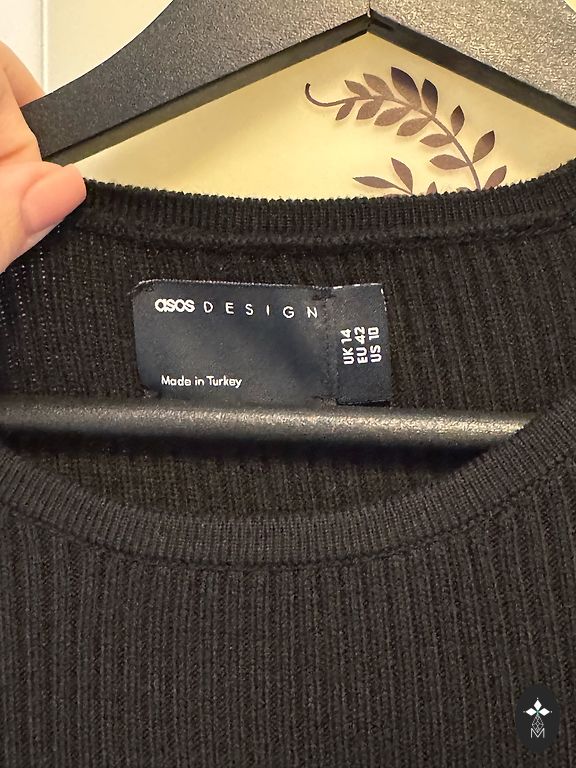 asos DESIGN
Made in Turkey
UK 14
EU 42
US 10
M